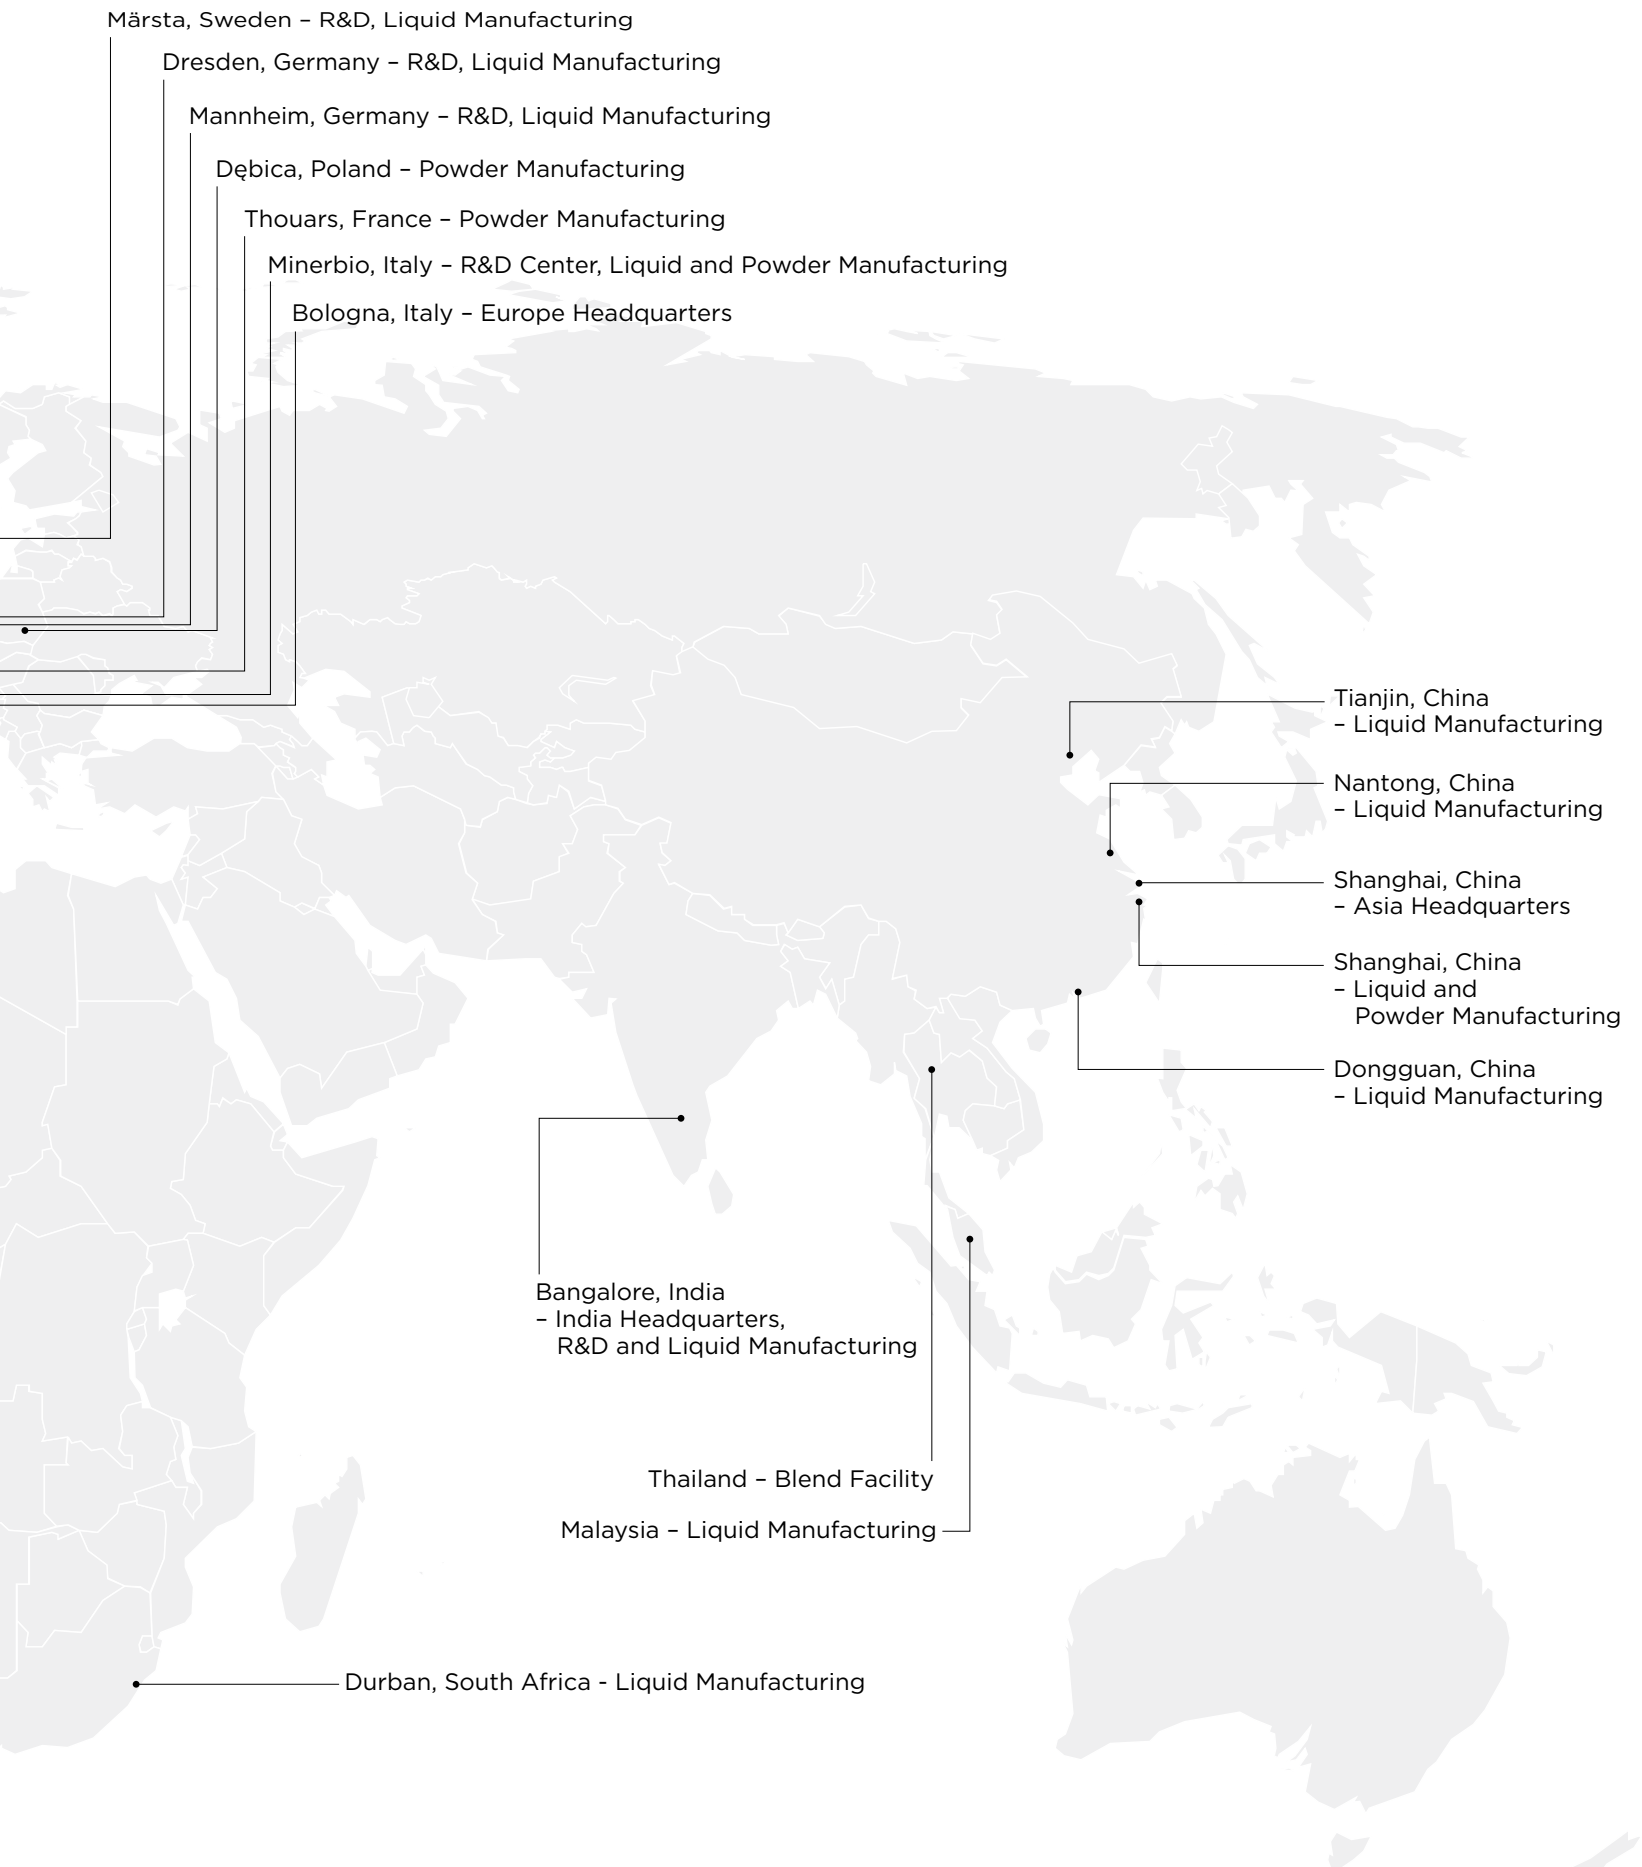 Märsta, Sweden – R&D, Liquid Manufacturing
Dresden, Germany – R&D, Liquid Manufacturing
Mannheim, Germany – R&D, Liquid Manufacturing
Dębica, Poland – Powder Manufacturing
Thouars, France – Powder Manufacturing
Minerbio, Italy – R&D Center, Liquid and Powder Manufacturing
Bologna, Italy – Europe Headquarters
Tianjin, China
– Liquid Manufacturing
Nantong, China
– Liquid Manufacturing
Shanghai, China
– Asia Headquarters
Shanghai, China
– Liquid and
Powder Manufacturing
Dongguan, China
– Liquid Manufacturing
Bangalore, India
– India Headquarters,
R&D and Liquid Manufacturing
Thailand – Blend Facility
Malaysia – Liquid Manufacturing
Durban, South Africa - Liquid Manufacturing